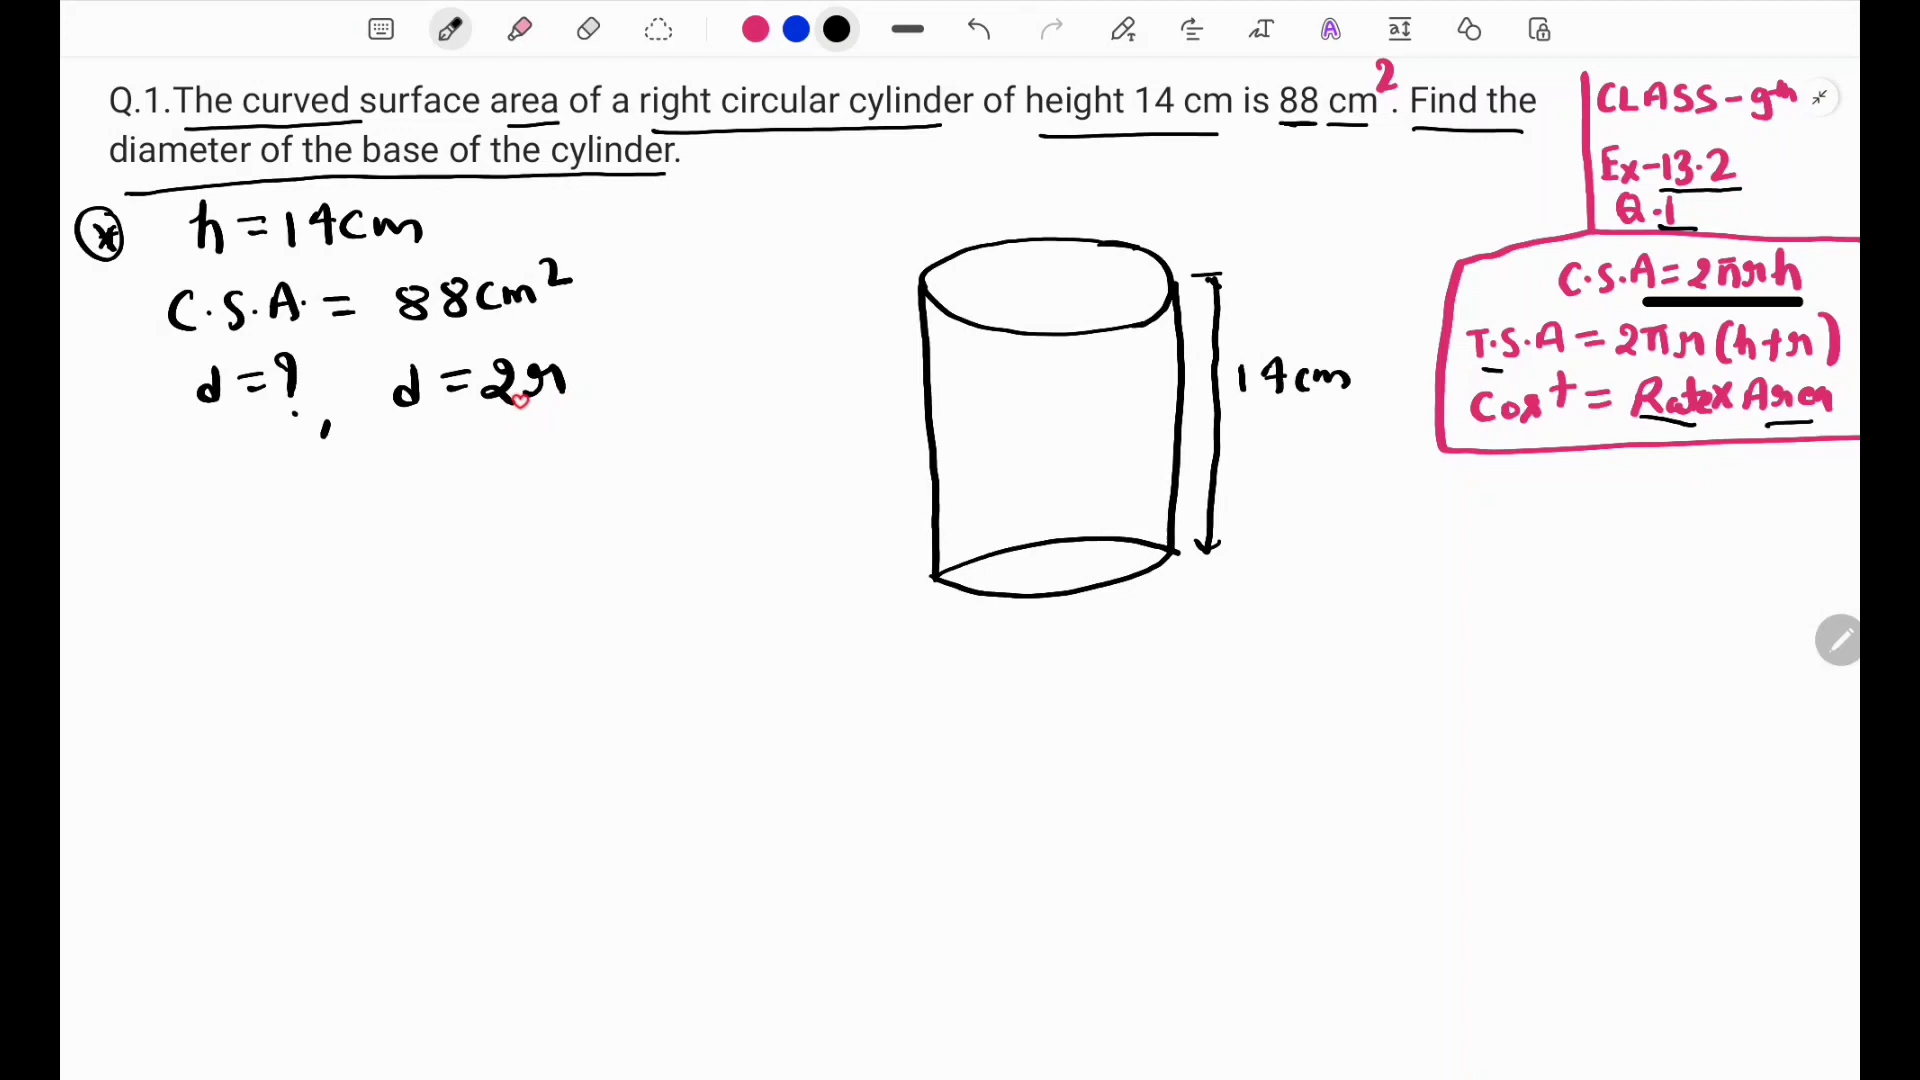 Q.1.The curved surface area of a right circular cylinder of height 14 cm is 88 cm². Find the
diameter of the base of the cylinder.
CLASS-9th
Ex-13.2
Q.1
h = 14cm
C.S.A. = 88cm²
d = ?, d = 2r
14cm
C.S.A = 2πrh
T.S.A = 2πr(h+r)
Cost = Rate x Area